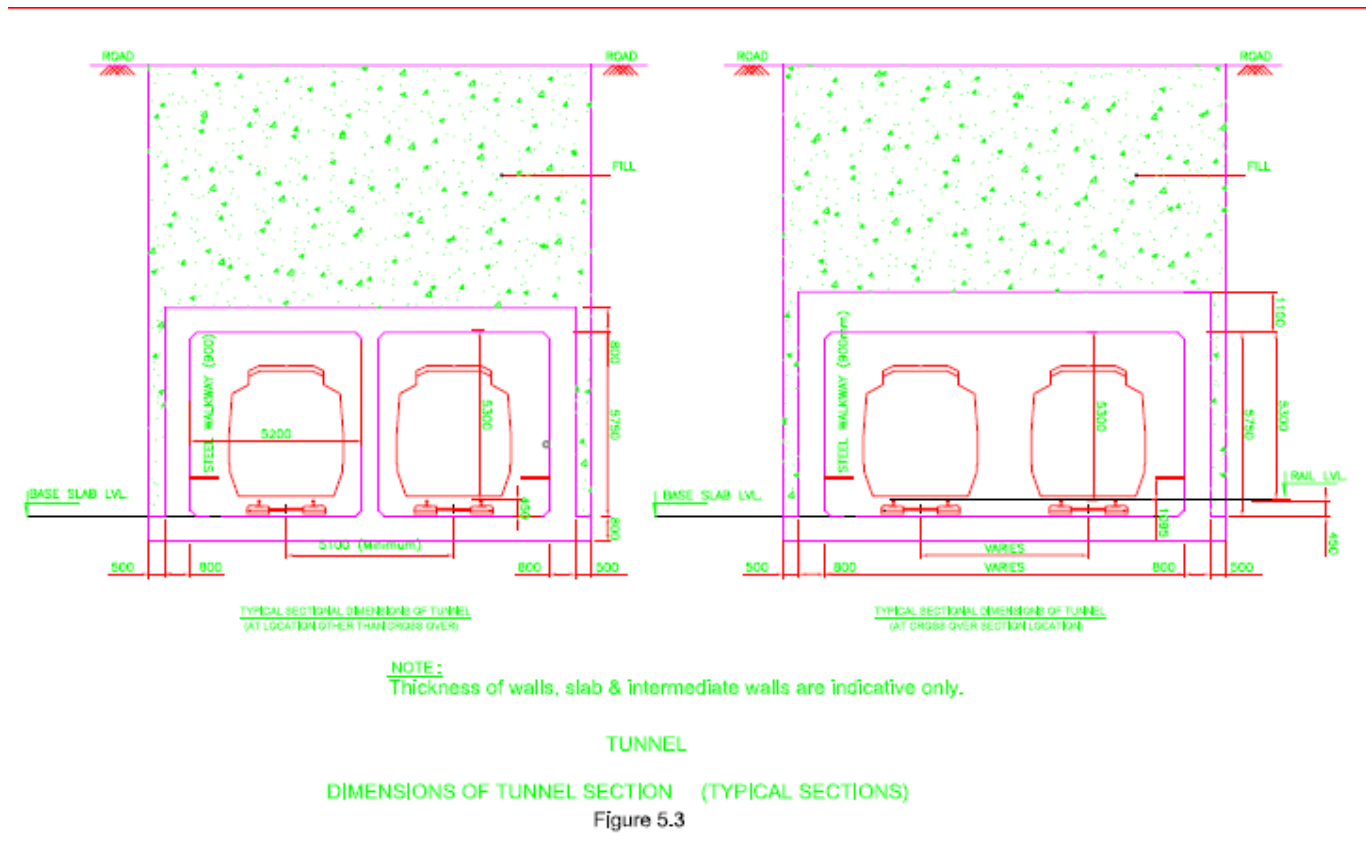 ROAD
ROAD
FILL
STEEL WALKWAY (900)
5200
5300
450
800
5750
800
BASE SLAB LVL.
5100 (Minimum)
500
800
800
500
TYPICAL SECTIONAL DIMENSIONS OF TUNNEL
(AT LOCATION OTHER THAN CROSS OVER)
ROAD
ROAD
FILL
STEEL WALKWAY (900mm)
5300
1100
5750
5300
RAIL LVL.
BASE SLAB LVL.
1095
450
VARIES
VARIES
500
800
800
500
TYPICAL SECTIONAL DIMENSIONS OF TUNNEL
(AT CROSS OVER SECTION LOCATION)
NOTE :
Thickness of walls, slab & intermediate walls are indicative only.
TUNNEL
DIMENSIONS OF TUNNEL SECTION (TYPICAL SECTIONS)
Figure 5.3